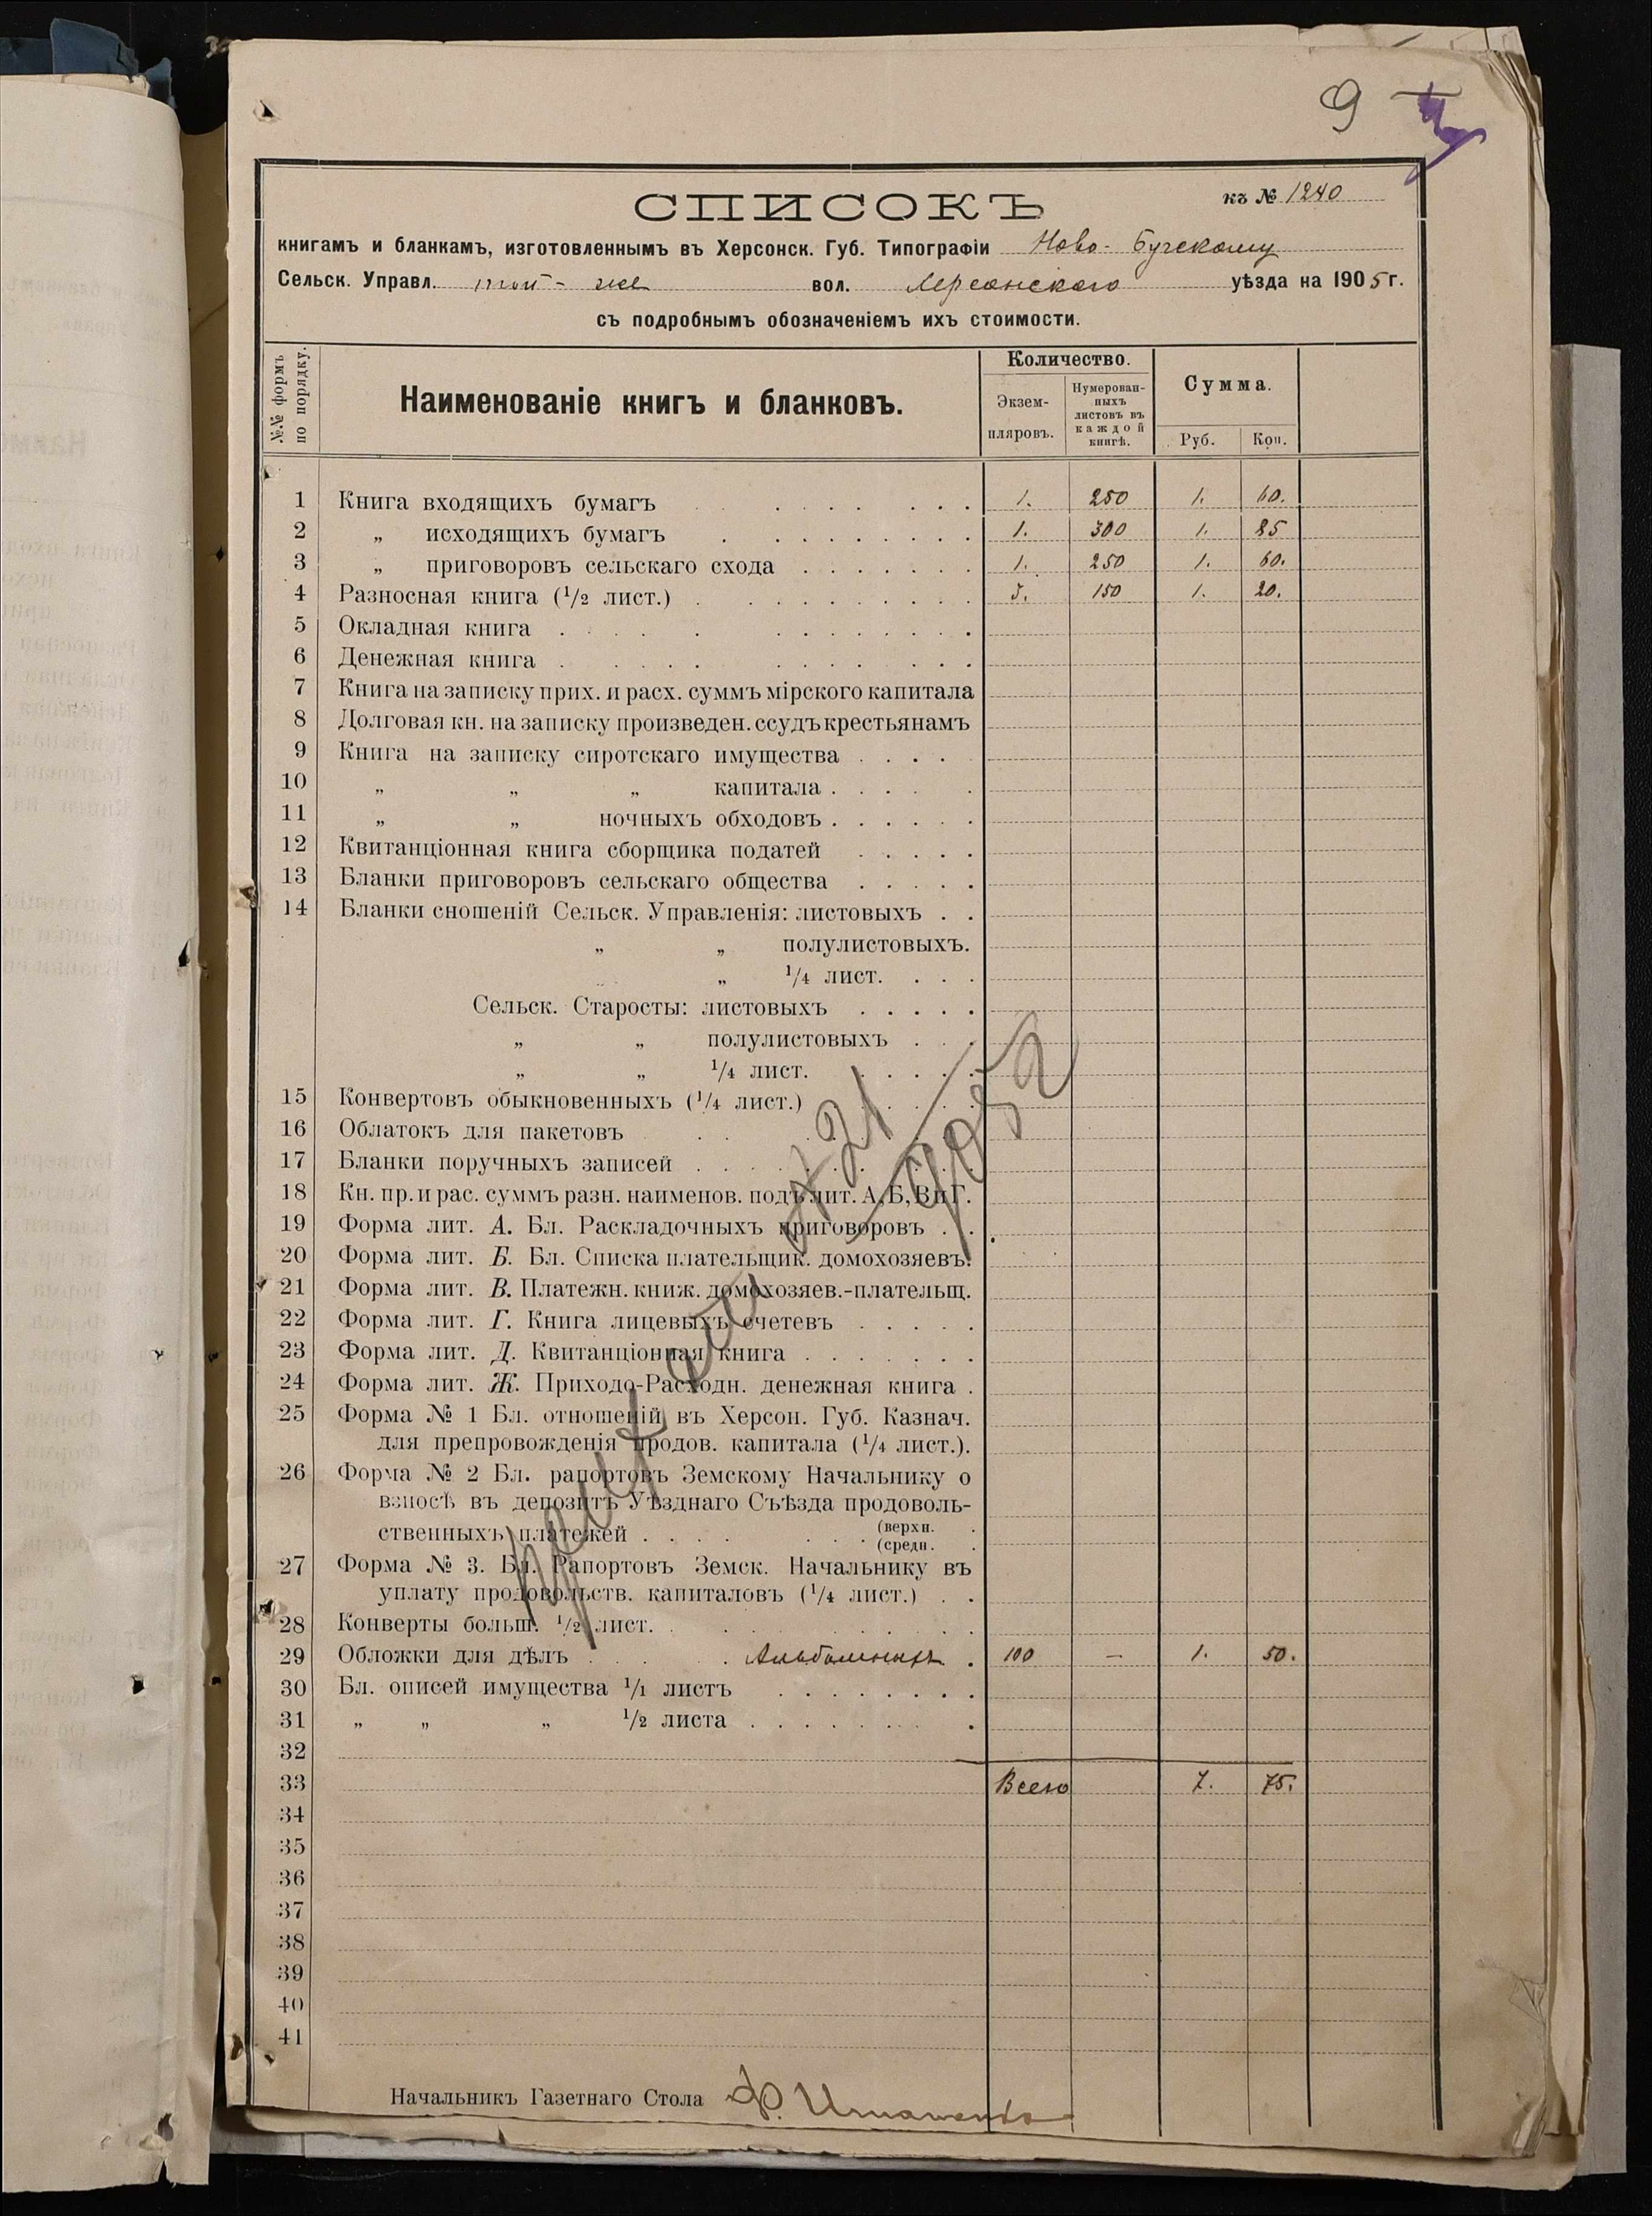 9
СПИСОКЪ
къ № 1240
книгамъ и бланкамъ, изготовленнымъ въ Херсонск. Губ. Типографіи Ново-Бугскому
Сельск. Управл. той-же вол. Херсонскаго уѣзда на 1905 г.
съ подробнымъ обозначеніемъ ихъ стоимости.
№№ формъ по порядку.
Наименованіе книгъ и бланковъ.
Количество.
Экземпляровъ.
Нумерованныхъ листовъ въ каждой книгѣ.
Сумма.
Руб. Коп.
1 Книга входящихъ бумагъ 1. 250 1. 60.
2 „ исходящихъ бумагъ 1. 300 1. 85
3 „ приговоровъ сельскаго схода 1. 250 1. 60.
4 Разносная книга (1/2 лист.) 1. 150 1. 20.
5 Окладная книга
6 Денежная книга
7 Книга на записку прих. и расх. суммъ мірского капитала
8 Долговая кн. на записку произведен. ссудъ крестьянамъ
9 Книга на записку сиротскаго имущества
10 „ „ „ капитала
11 „ „ ночныхъ обходовъ
12 Квитанціонная книга сборщика податей
13 Бланки приговоровъ сельскаго общества
14 Бланки сношеній Сельск. Управленія: листовыхъ
„ „ полулистовыхъ.
„ 1/4 лист.
Сельск. Старосты: листовыхъ
„ „ полулистовыхъ
„ „ 1/4 лист.
15 Конвертовъ обыкновенныхъ (1/4 лист.)
16 Облатокъ для пакетовъ
17 Бланки поручныхъ записей
18 Кн. пр. и рас. суммъ разн. наименов. подъ лит. А, Б, В и Г.
19 Форма лит. А. Бл. Раскладочныхъ приговоровъ
20 Форма лит. Б. Бл. Списка плательщик. домохозяевъ.
21 Форма лит. В. Платежн. книж. домохозяев.-плательщ.
22 Форма лит. Г. Книга лицевыхъ счетевъ
23 Форма лит. Д. Квитанціонная книга
24 Форма лит. Ж. Приходо-Расходн. денежная книга
25 Форма № 1 Бл. отношеній въ Херсон. Губ. Казнач.
для препровожденія продов. капитала (1/4 лист.).
26 Форма № 2 Бл. рапортовъ Земскому Начальнику о
взносѣ въ депозитъ Уѣзднаго Съѣзда продоволь-
ственныхъ платежей (верхн.
(средн.
27 Форма № 3. Бл. Рапортовъ Земск. Начальнику въ
уплату продовольств. капиталовъ (1/4 лист.)
28 Конверты больш. 1/2 лист.
29 Обложки для дѣлъ Альбомныхъ 100 — 1. 50.
30 Бл. описей имущества 1/1 листъ
31 „ „ „ 1/2 листа
32
33 Всего 7. 75.
34
35
36
37
38
39
40
41
Начальникъ Газетнаго Стола